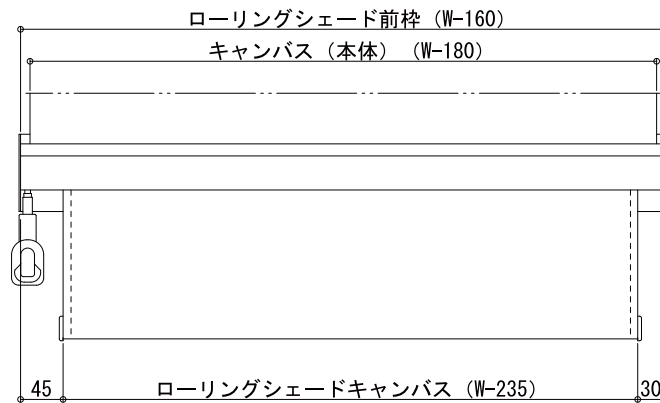 ローリングシェード前枠 (W-160)
キャンバス (本体) (W-180)
45 ローリングシェードキャンバス (W-235) 30